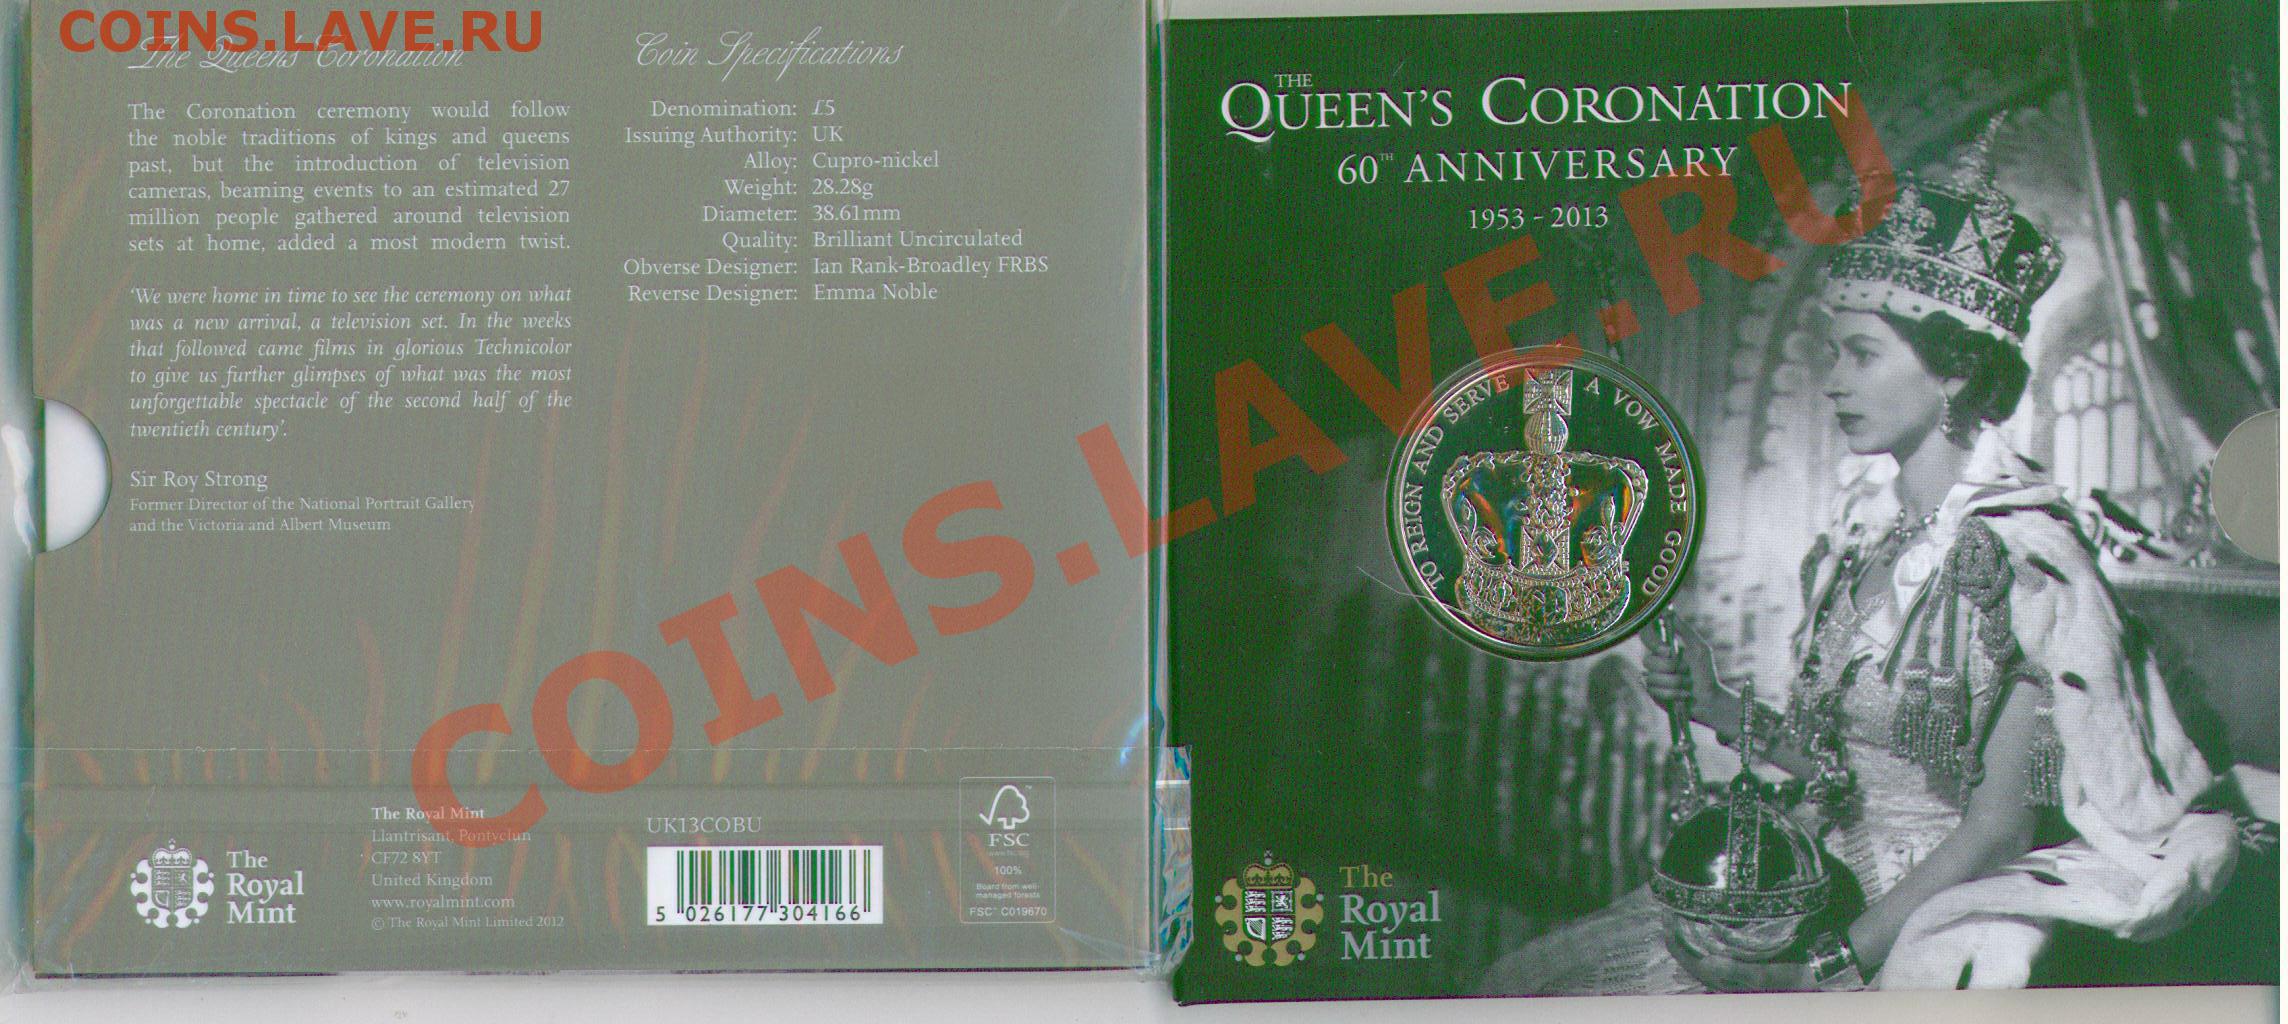 COINS.LAVE.RU
The Queen's Coronation
The Coronation ceremony would follow
the noble traditions of kings and queens
past, but the introduction of television
cameras, beaming events to an estimated 27
million people gathered around television
sets at home, added a most modern twist.
'We were home in time to see the ceremony on what
was a new arrival, a television set. In the weeks
that followed came films in glorious Technicolor
to give us further glimpses of what was the most
unforgettable spectacle of the second half of the
twentieth century'.
Sir Roy Strong
Former Director of the National Portrait Gallery
and the Victoria and Albert Museum
Coin Specifications
Denomination: £5
Issuing Authority: UK
Alloy: Cupro-nickel
Weight: 28.28g
Diameter: 38.61mm
Quality: Brilliant Uncirculated
Obverse Designer: Ian Rank-Broadley FRBS
Reverse Designer: Emma Noble
The
Royal
Mint
The Royal Mint
Llantrisant, Pontyclun
CF72 8YT
United Kingdom
www.royalmint.com
© The Royal Mint Limited 2012
UK13COBU
5 026177 304166
FSC
www.fsc.org
100%
Board from well-
managed forests
FSC™ C019670
THE
QUEEN'S CORONATION
60TH ANNIVERSARY
1953 - 2013
TO REIGN AND SERVE A VOW MADE GOOD
The
Royal
Mint
COINS.LAVE.RU